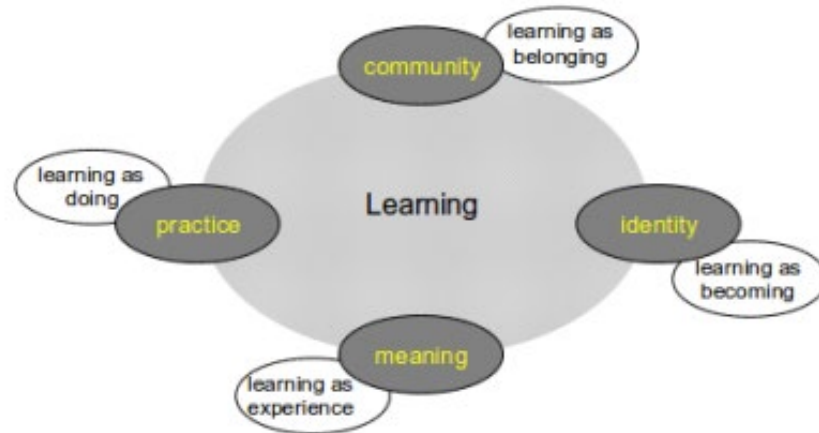 learning as
belonging
community
learning as
doing
practice
Learning
identity
learning as
becoming
meaning
learning as
experience